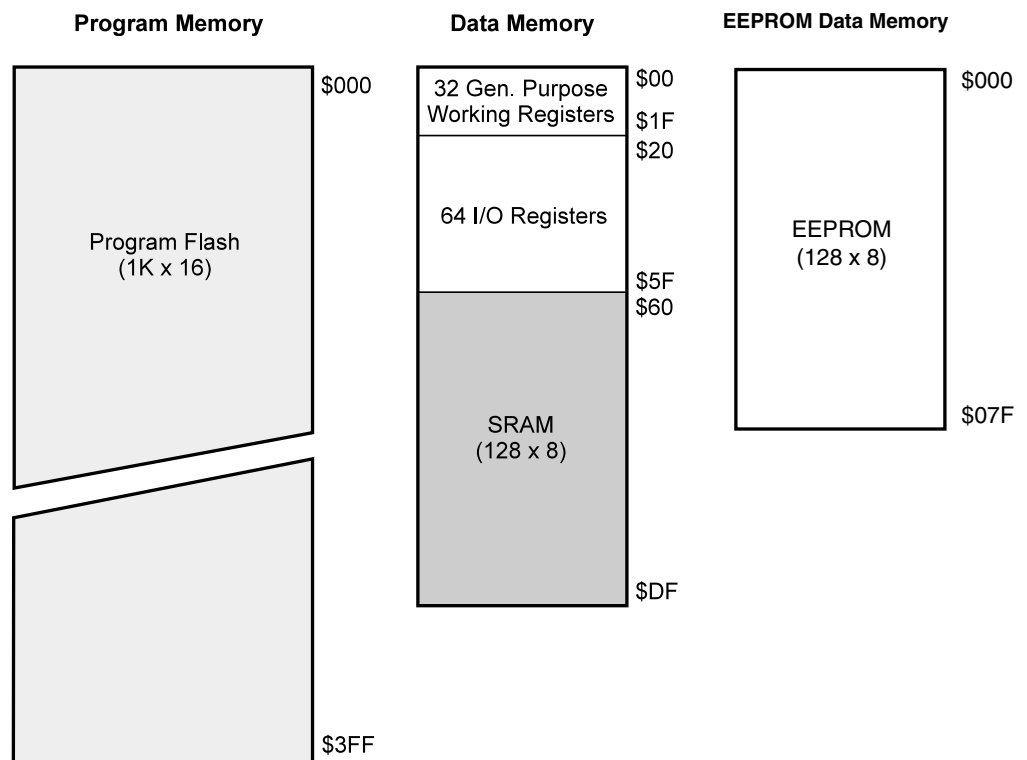 Program Memory
$000
Program Flash
(1K x 16)
$3FF
Data Memory
32 Gen. Purpose
Working Registers
$00
$1F
$20
64 I/O Registers
$5F
$60
SRAM
(128 x 8)
$DF
EEPROM Data Memory
$000
EEPROM
(128 x 8)
$07F